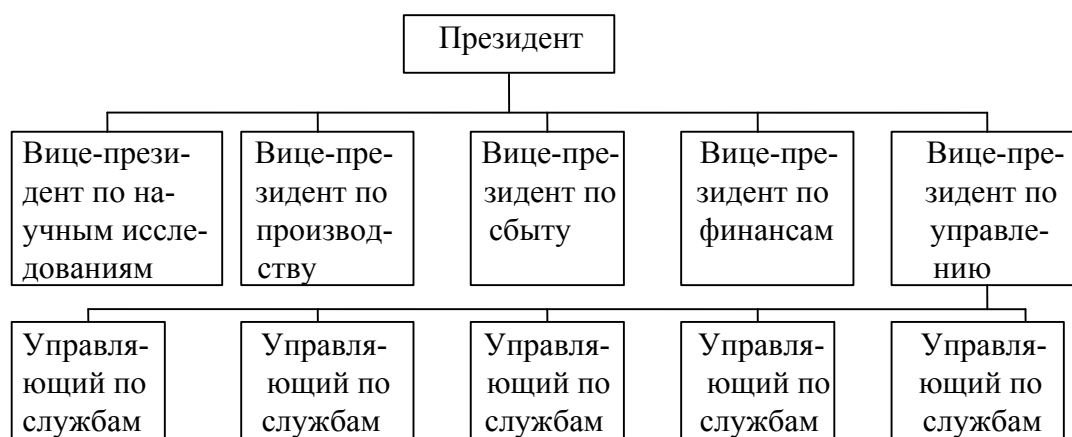 Президент
Вице-прези-
дент по на-
учным иссле-
дованиям
Вице-пре-
зидент по
производ-
ству
Вице-пре-
зидент по
сбыту
Вице-пре-
зидент по
финансам
Вице-пре-
зидент по
управле-
нию
Управля-
ющий по
службам
Управля-
ющий по
службам
Управля-
ющий по
службам
Управля-
ющий по
службам
Управля-
ющий по
службам